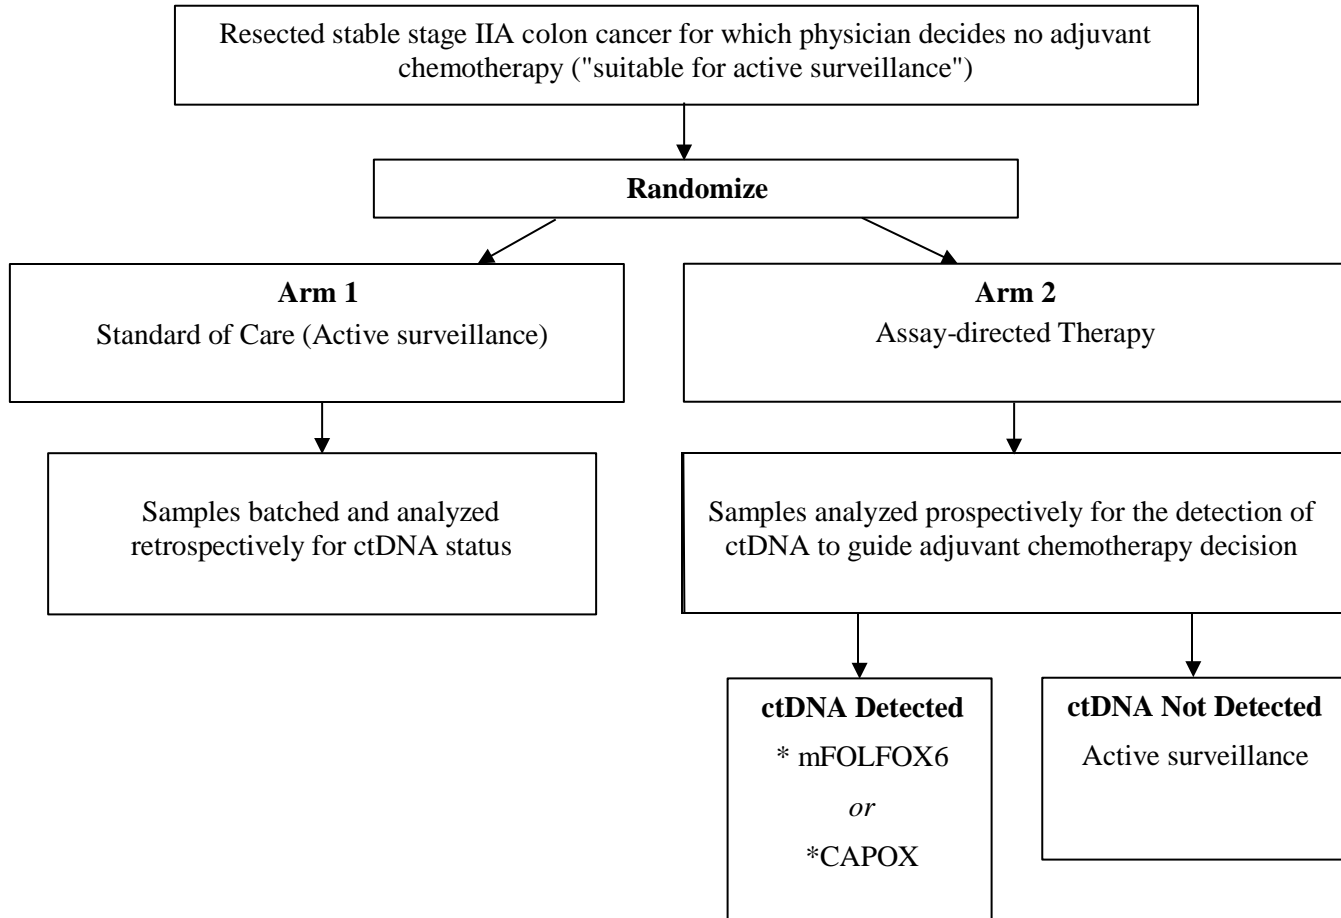 Resected stable stage IIA colon cancer for which physician decides no adjuvant
chemotherapy ("suitable for active surveillance")
Randomize
Arm 1
Standard of Care (Active surveillance)
Arm 2
Assay-directed Therapy
Samples batched and analyzed
retrospectively for ctDNA status
Samples analyzed prospectively for the detection of
ctDNA to guide adjuvant chemotherapy decision
ctDNA Detected
* mFOLFOX6
or
*CAPOX
ctDNA Not Detected
Active surveillance